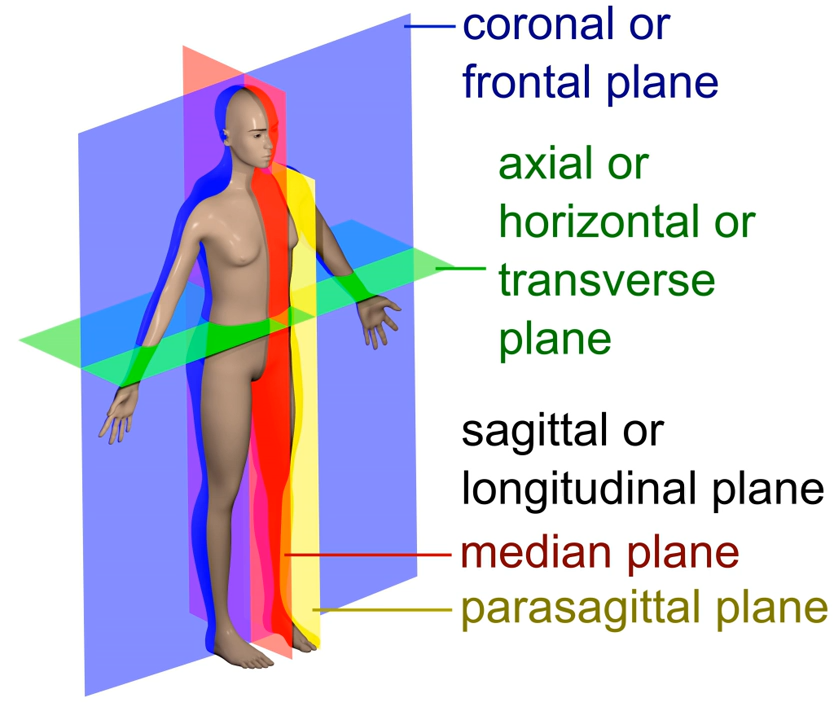 coronal or
frontal plane
axial or
horizontal or
transverse
plane
sagittal or
longitudinal plane
median plane
parasagittal plane